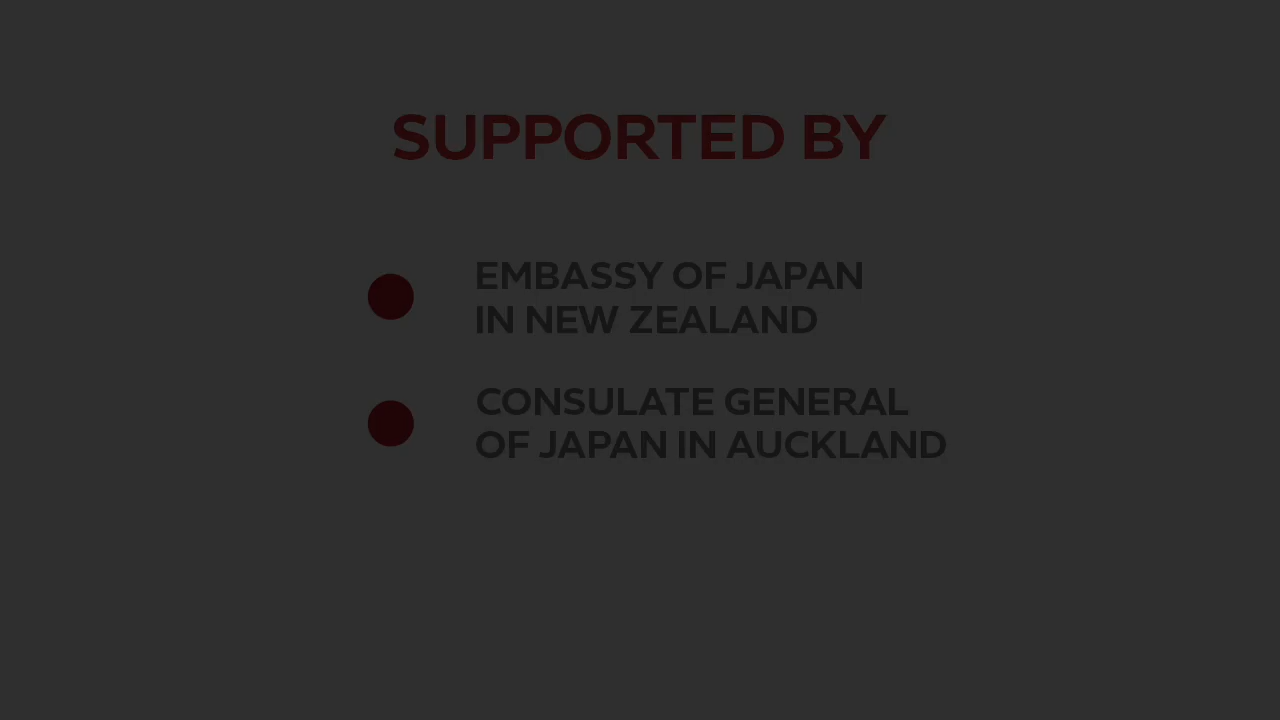 SUPPORTED BY
EMBASSY OF JAPAN
IN NEW ZEALAND
CONSULATE GENERAL
OF JAPAN IN AUCKLAND